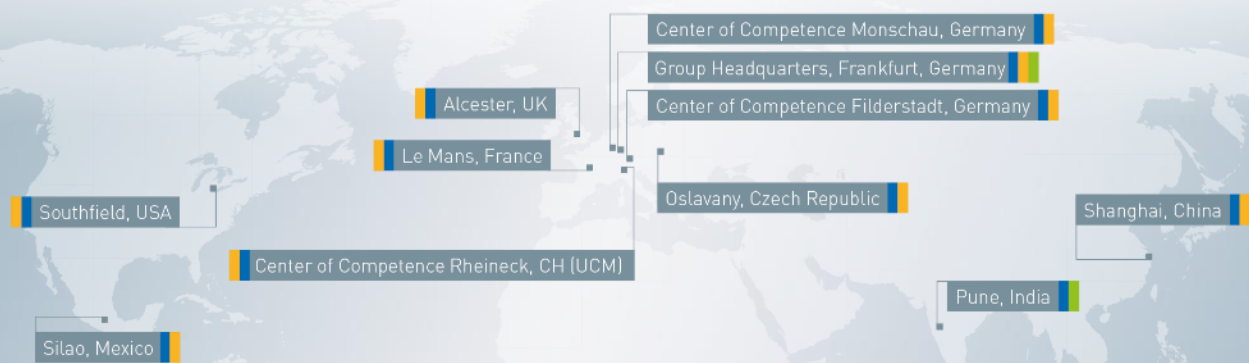 Center of Competence Monschau, Germany
Group Headquarters, Frankfurt, Germany
Alcester, UK
Center of Competence Filderstadt, Germany
Le Mans, France
Oslavany, Czech Republic
Southfield, USA
Shanghai, China
Center of Competence Rheineck, CH (UCM)
Pune, India
Silao, Mexico